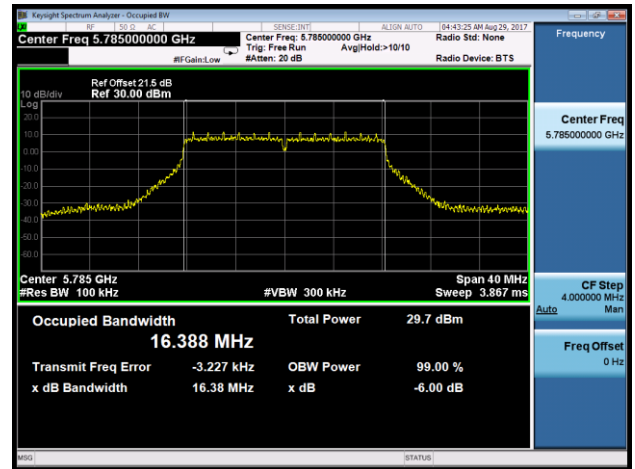 Keysight Spectrum Analyzer - Occupied BW
RF 50 Ω AC SENSE:INT ALIGN AUTO 04:43:25 AM Aug 29, 2017
Center Freq 5.785000000 GHz
Center Freq: 5.785000000 GHz
Radio Std: None
Trig: Free Run Avg|Hold:>10/10
#IFGain:Low
#Atten: 20 dB
Radio Device: BTS
Frequency
Ref Offset 21.5 dB
10 dB/div Ref 30.00 dBm
Log
20.0
10.0
0.00
-10.0
-20.0
-30.0
-40.0
-50.0
-60.0
Center 5.785 GHz
Span 40 MHz
#Res BW 100 kHz
#VBW 300 kHz
Sweep 3.867 ms
Occupied Bandwidth
16.388 MHz
Total Power 29.7 dBm
Transmit Freq Error -3.227 kHz
OBW Power 99.00 %
x dB Bandwidth 16.38 MHz
x dB -6.00 dB
Center Freq
5.785000000 GHz
CF Step
4.000000 MHz
Auto Man
Freq Offset
0 Hz
MSG
STATUS